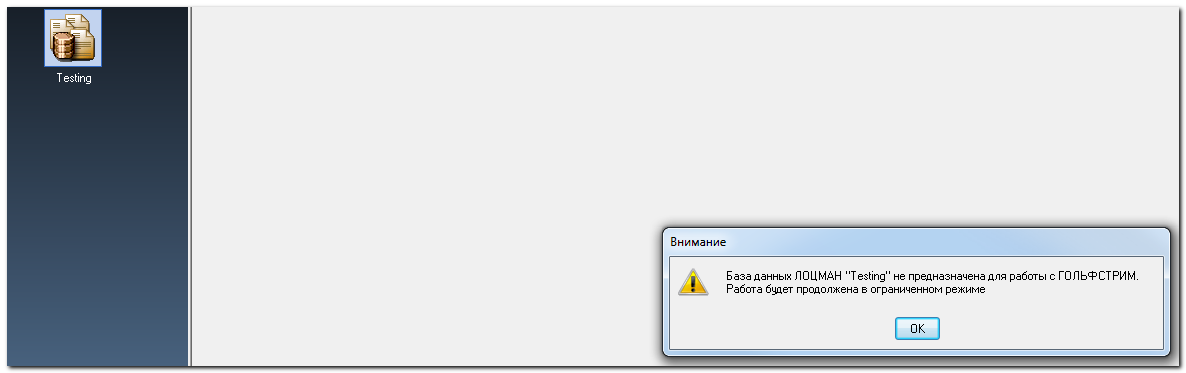 Testing
Внимание
База данных ЛОЦМАН "Testing" не предназначена для работы с ГОЛЬФСТРИМ.
Работа будет продолжена в ограниченном режиме
OK